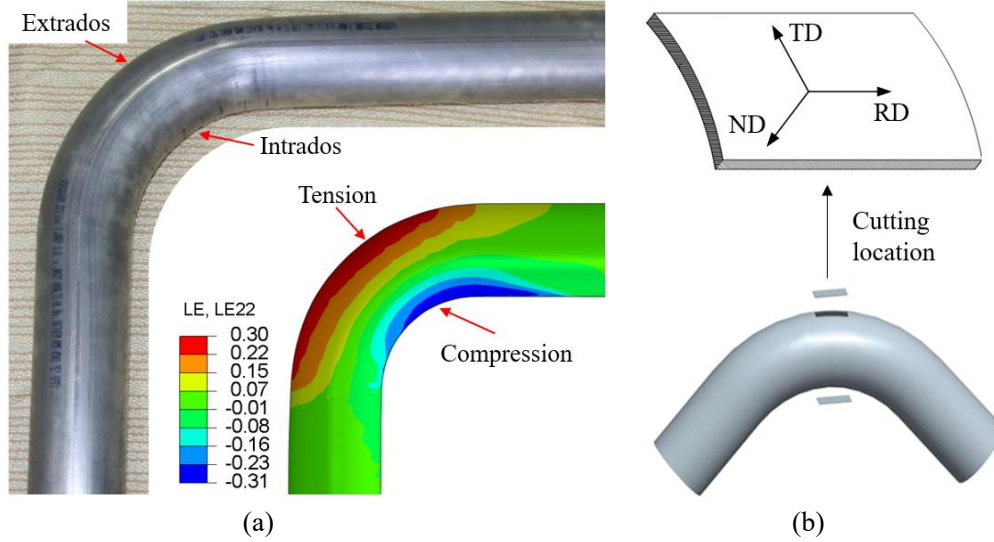 Extrados
Intrados
Tension
LE, LE22
0.30
0.22
0.15
0.07
-0.01
-0.08
-0.16
-0.23
-0.31
Compression
(a)
TD
ND
RD
Cutting
location
(b)